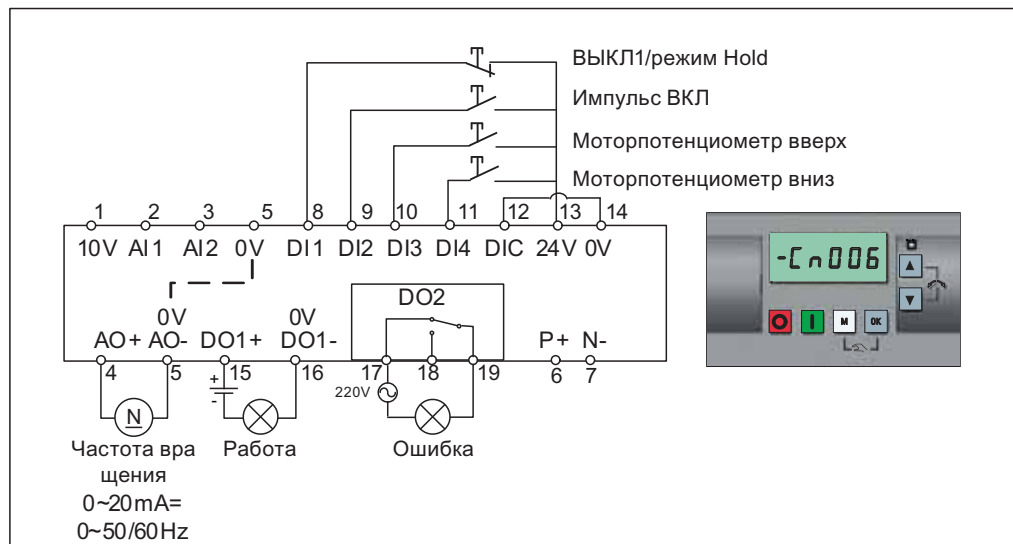 ВЫКЛ1/режим Hold
Импульс ВКЛ
Моторпотенциометр вверх
Моторпотенциометр вниз
1 2 3 5 8 9 10 11 12 13 14
10V AI1 AI2 0V DI1 DI2 DI3 DI4 DIC 24V 0V
-Cn006
M OK
DO2
0V 0V
AO+ AO- DO1+ DO1- P+ N-
4 5 15 16 17 18 19 6 7
+
-
220V
N
Частота вра
щения
0~20mA=
0~50/60Hz
Работа
Ошибка